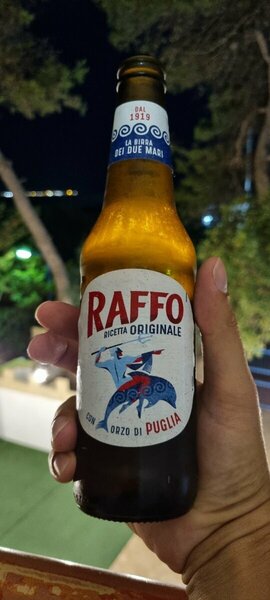 DAL
1919
LA BIRRA
DEI DUE MARI
RAFFO
RICETTA ORIGINALE
CON ORZO DI PUGLIA